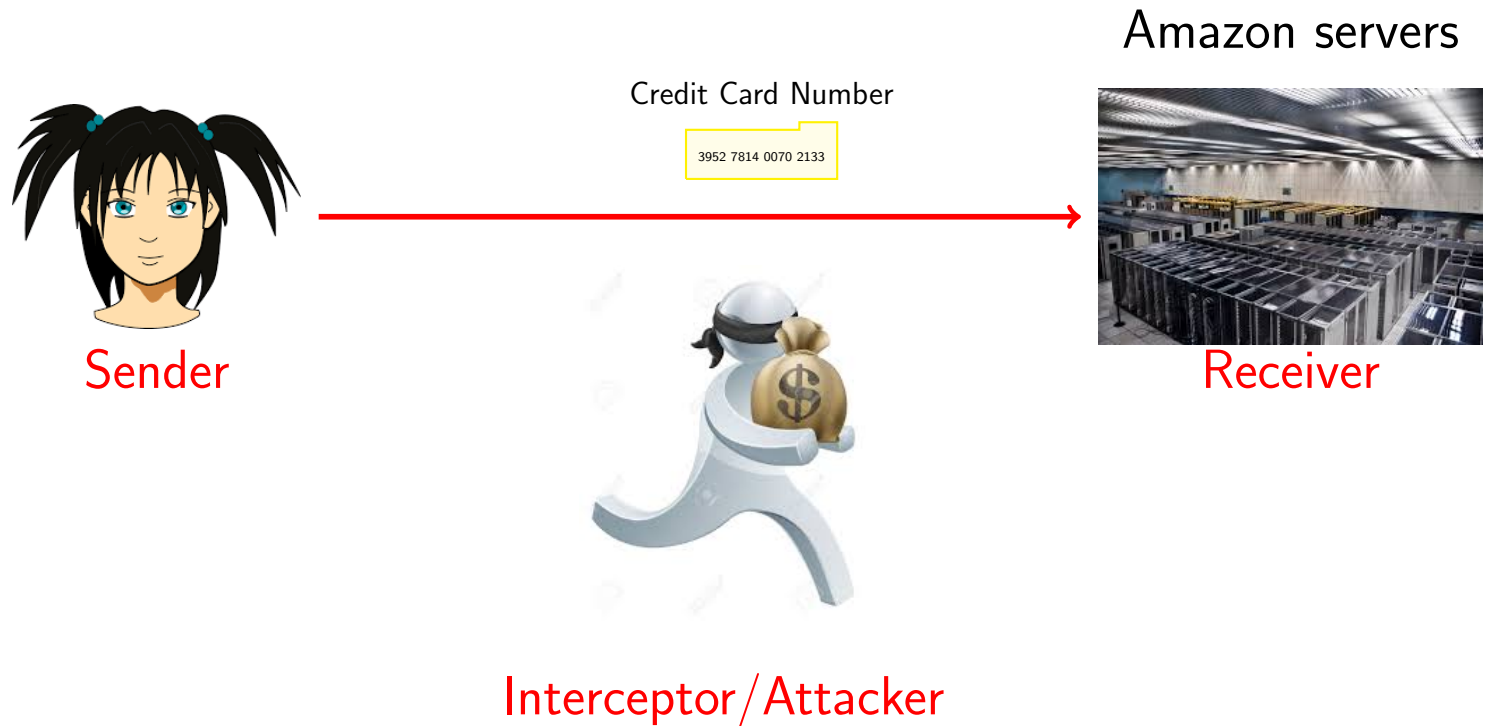 Amazon servers
Credit Card Number
3952 7814 0070 2133
$
Sender
Receiver
Interceptor/Attacker